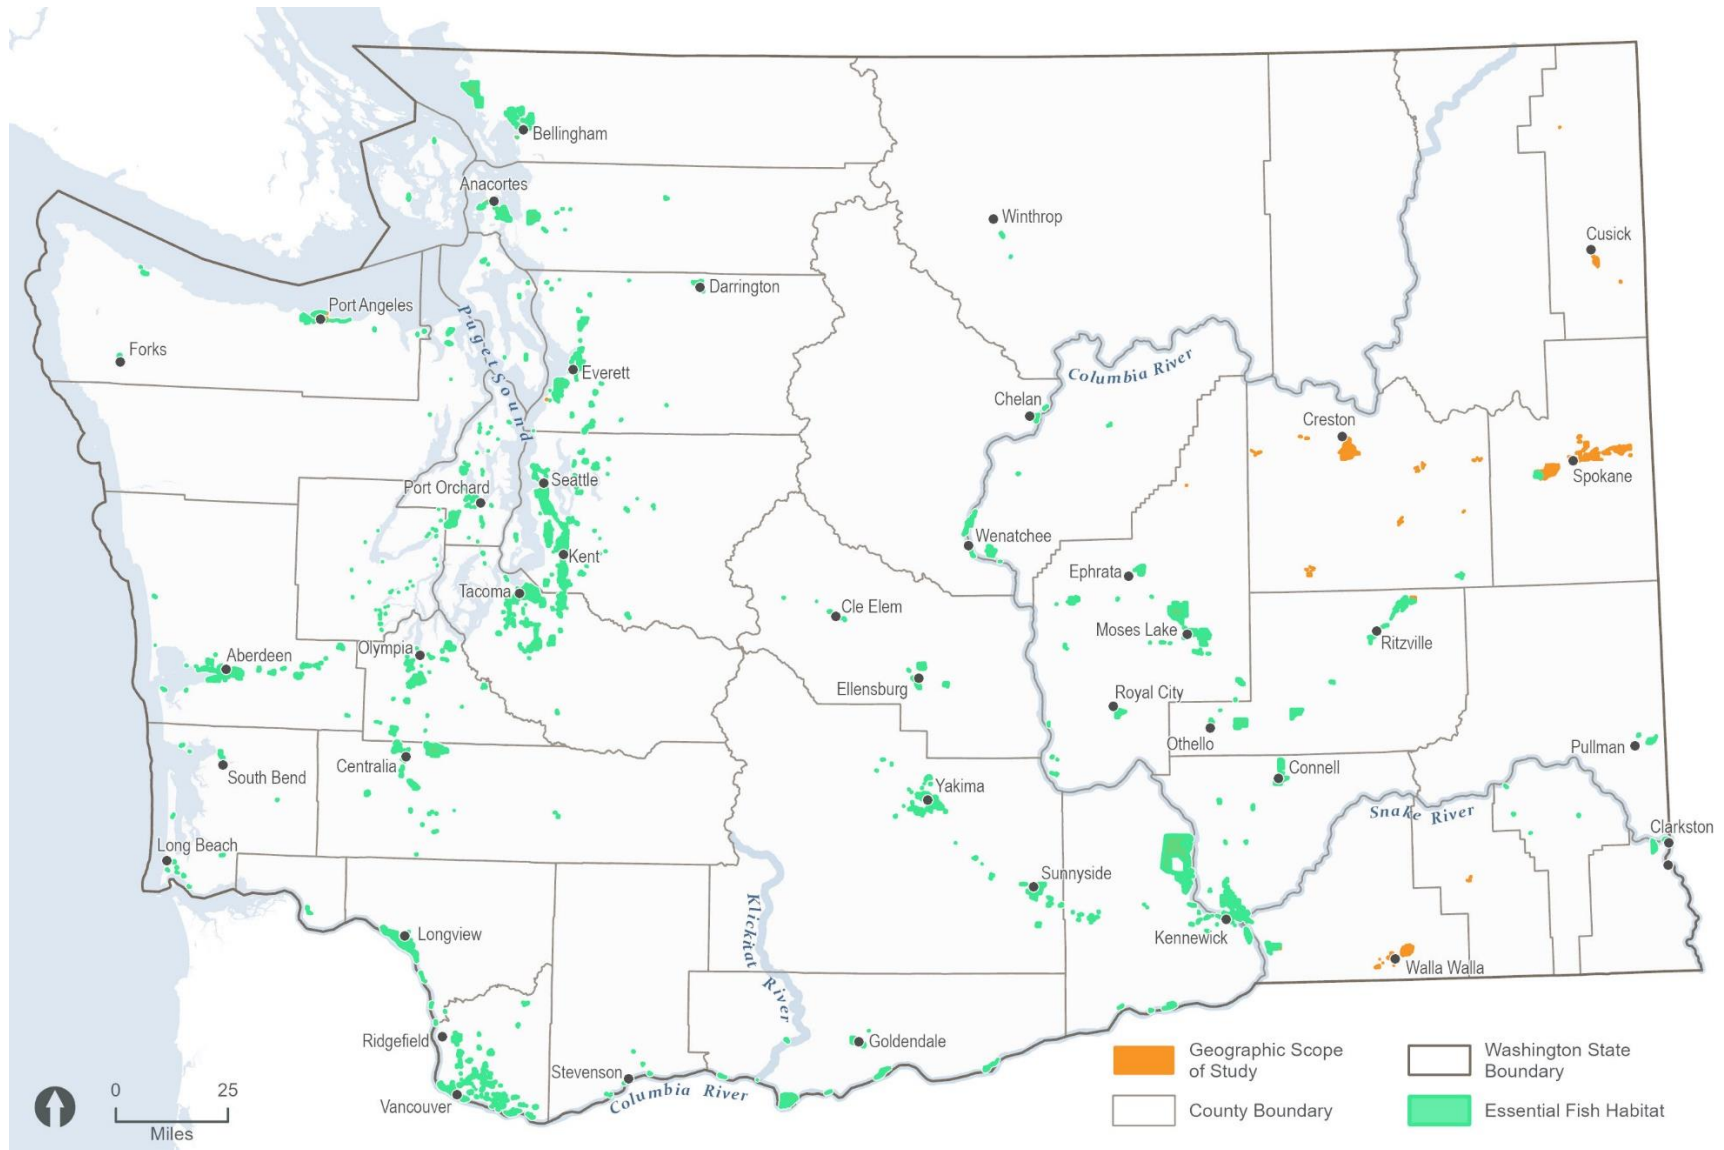 Bellingham
Anacortes
Winthrop
Cusick
Darrington
Port Angeles
Puget Sound
Forks
Everett
Columbia River
Chelan
Creston
Spokane
Seattle
Port Orchard
Wenatchee
Kent
Ephrata
Tacoma
Cle Elem
Moses Lake
Ritzville
Olympia
Aberdeen
Ellensburg
Royal City
Othello
Pullman
Centralia
South Bend
Connell
Yakima
Snake River
Clarkston
Long Beach
Sunnyside
Klickitat River
Longview
Kennewick
Walla Walla
Ridgefield
Goldendale
Stevenson
Columbia River
Vancouver
0 25
Miles
Geographic Scope
of Study
Washington State
Boundary
County Boundary
Essential Fish Habitat